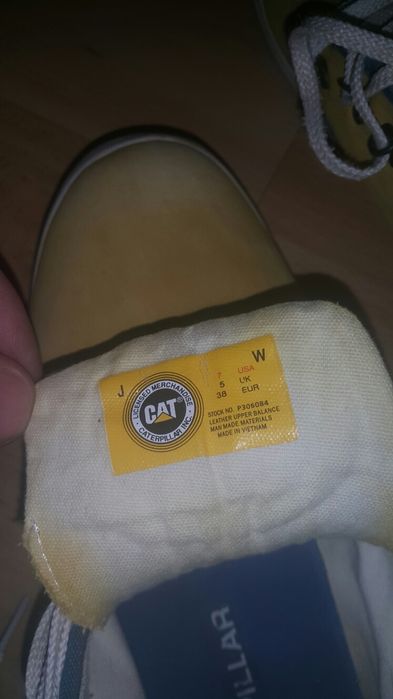 J
LICENSED MERCHANDISE
CAT
CATERPILLAR INC.
W
7 USA
5 UK
38 EUR
STOCK NO. P306084
LEATHER UPPER BALANCE
MAN MADE MATERIALS
MADE IN VIETNAM
ILLAR